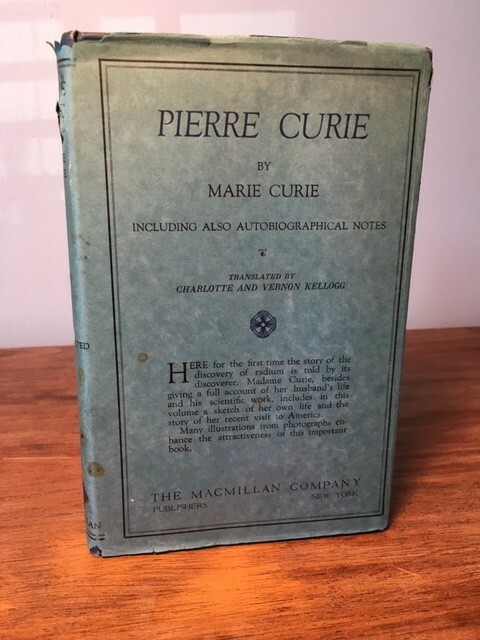 PIERRE CURIE
BY
MARIE CURIE
INCLUDING ALSO AUTOBIOGRAPHICAL NOTES
TRANSLATED BY
CHARLOTTE AND VERNON KELLOGG
HERE for the first time the story of the
discovery of radium is told by its
discoverer. Madame Curie, besides
giving a full account of her husband's life
and his scientific work, includes in this
volume a sketch of her own life and the
story of her recent visit to America.
Many illustrations from photographs en-
hance the attractiveness of this important
book.
THE MACMILLAN COMPANY
PUBLISHERS NEW YORK